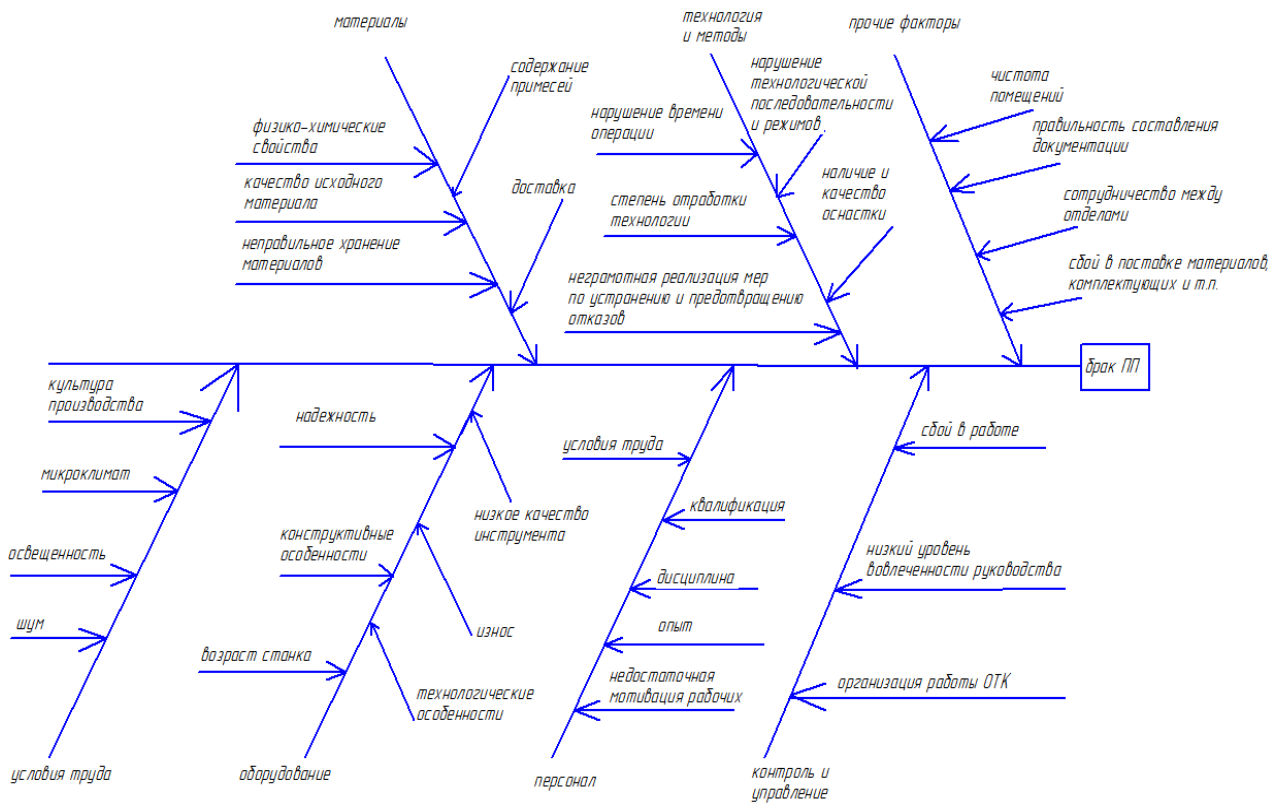 материалы
технология
и методы
прочие факторы
содержание
примесей
нарушение
технологической
последовательности
и режимов
чистота
помещений
нарушение времени
операции
физико-химические
свойства
правильность составления
документации
качество исходного
материала
доставка
наличие и
качество
оснастки
степень отработки
технологии
сотрудничество между
отделами
неправильное хранение
материалов
неграмотная реализация мер
по устранению и предотвращению
отказов
сбой в поставке материалов,
комплектующих и т.п.
брак ПП
культура
производства
надежность
условия труда
сбой в работе
микроклимат
низкое качество
инструмента
квалификация
конструктивные
особенности
освещенность
низкий уровень
вовлеченности руководства
дисциплина
шум
износ
опыт
возраст станка
технологические
особенности
недостаточная
мотивация рабочих
организация работы ОТК
условия труда
оборудование
персонал
контроль и
управление